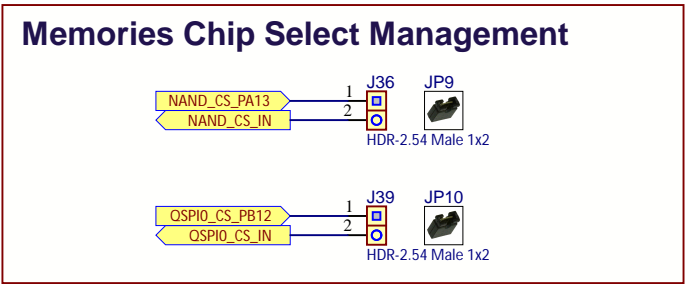 Memories Chip Select Management
J36 JP9
NAND_CS_PA13 1
NAND_CS_IN 2
HDR-2.54 Male 1x2
J39 JP10
QSPI0_CS_PB12 1
QSPI0_CS_IN 2
HDR-2.54 Male 1x2